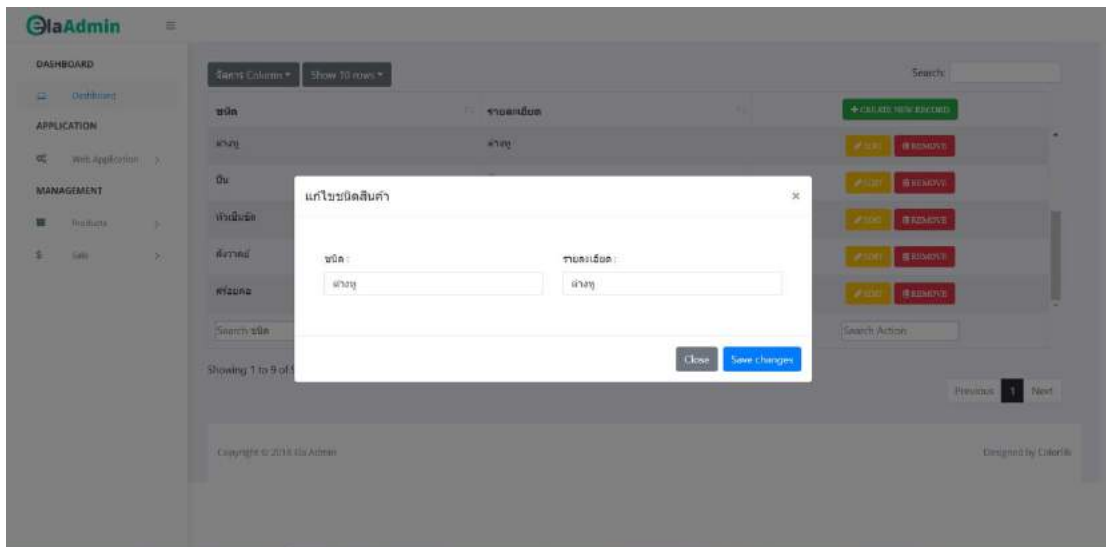 ElaAdmin
DASHBOARD
จัดการ Column
Show 10 rows
Search:
Dashboard
ชนิด
รายละเอียด
+ CREATE NEW RECORD
APPLICATION
ต่างหู
ต่างหู
EDIT
REMOVE
Web Application
ปิ่น
EDIT
REMOVE
MANAGEMENT
แก้ไขชนิดสินค้า
×
Products
หัวเข็มขัด
EDIT
REMOVE
Sale
EDIT
REMOVE
ชนิด :
รายละเอียด :
ต่างหู
ต่างหู
สร้อยคอ
EDIT
REMOVE
Search ชนิด
Search Action
Close
Save changes
Showing 1 to 9 of 9
Previous
1
Next
Copyright © 2018 Ela Admin
Designed by Colorlib